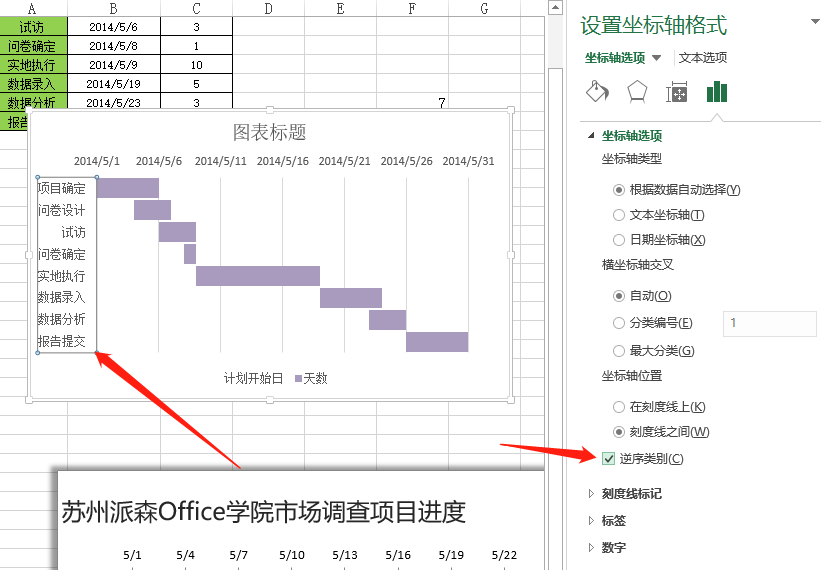 A B C D E F G
试访 2014/5/6 3
问卷确定 2014/5/8 1
实地执行 2014/5/9 10
数据录入 2014/5/19 5
数据分析 2014/5/23 3 7
报告
图表标题
2014/5/1 2014/5/6 2014/5/11 2014/5/16 2014/5/21 2014/5/26 2014/5/31
项目确定
问卷设计
试访
问卷确定
实地执行
数据录入
数据分析
报告提交
计划开始日 天数
苏州派森Office学院市场调查项目进度
5/1 5/4 5/7 5/10 5/13 5/16 5/19 5/22
设置坐标轴格式
坐标轴选项 文本选项
坐标轴选项
坐标轴类型
根据数据自动选择(Y)
文本坐标轴(T)
日期坐标轴(X)
横坐标轴交叉
自动(O)
分类编号(E) 1
最大分类(G)
坐标轴位置
在刻度线上(K)
刻度线之间(W)
逆序类别(C)
刻度线标记
标签
数字